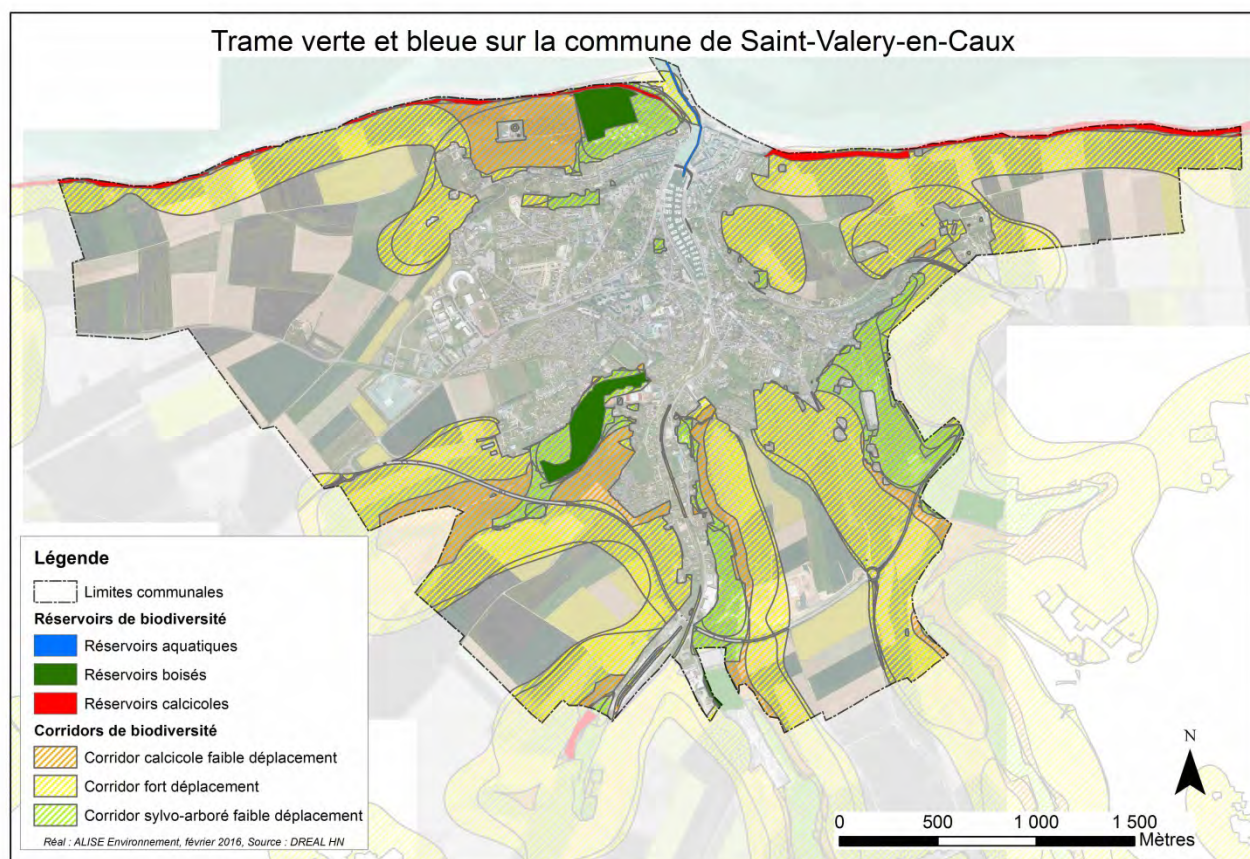 Trame verte et bleue sur la commune de Saint-Valery-en-Caux
Légende
Limites communales
Réservoirs de biodiversité
Réservoirs aquatiques
Réservoirs boisés
Réservoirs calcicoles
Corridors de biodiversité
Corridor calcicole faible déplacement
Corridor fort déplacement
Corridor sylvo-arboré faible déplacement
Réal : ALISE Environnement, février 2016, Source : DREAL HN
N
0 500 1 000 1 500
Mètres